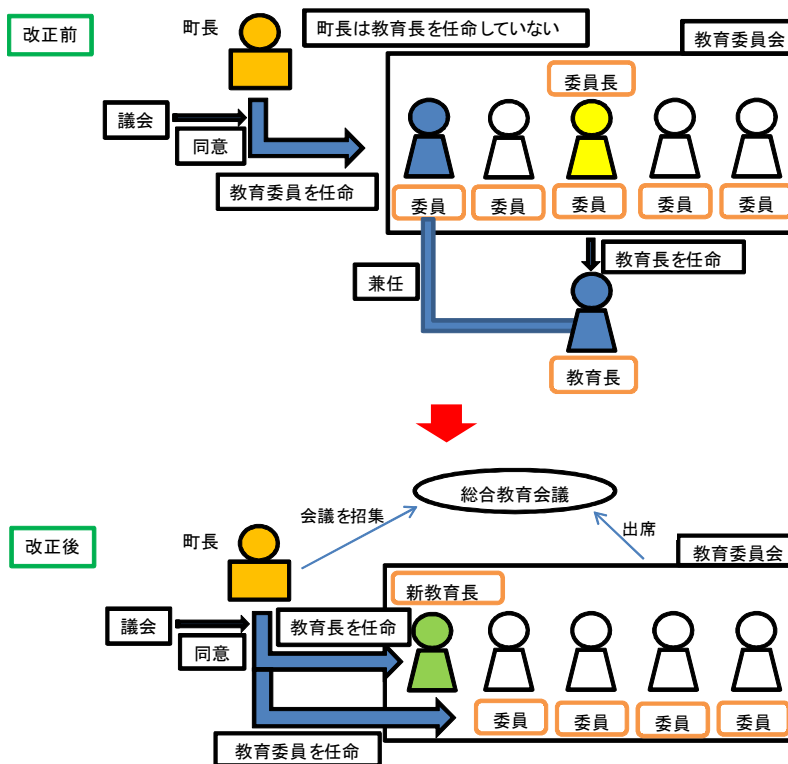 改正前
町長
町長は教育長を任命していない
教育委員会
委員長
議会
同意
教育委員を任命
委員
委員
委員
委員
委員
兼任
教育長を任命
教育長
総合教育会議
会議を招集
出席
改正後
町長
教育委員会
新教育長
議会
同意
教育長を任命
委員
委員
委員
委員
教育委員を任命